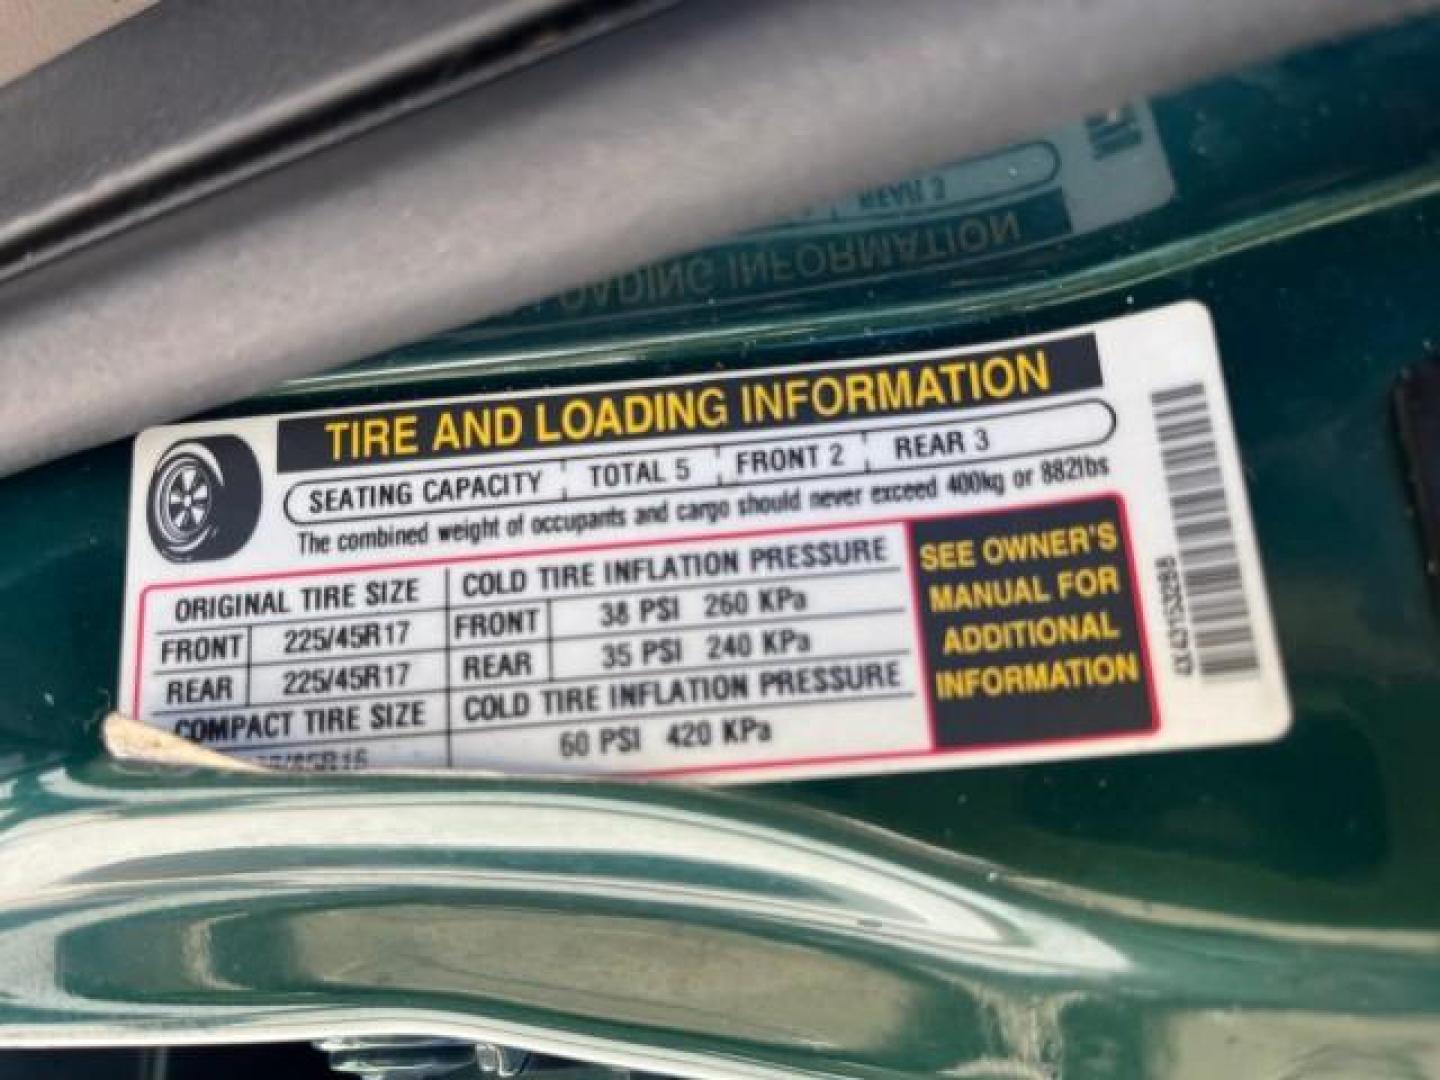 TIRE AND LOADING INFORMATION
SEATING CAPACITY TOTAL 5 FRONT 2 REAR 3
The combined weight of occupants and cargo should never exceed 400kg or 882lbs
ORIGINAL TIRE SIZE COLD TIRE INFLATION PRESSURE
FRONT 225/45R17 FRONT 38 PSI 260 KPa
REAR 225/45R17 REAR 35 PSI 240 KPa
COMPACT TIRE SIZE COLD TIRE INFLATION PRESSURE
60 PSI 420 KPa
SEE OWNER'S
MANUAL FOR
ADDITIONAL
INFORMATION